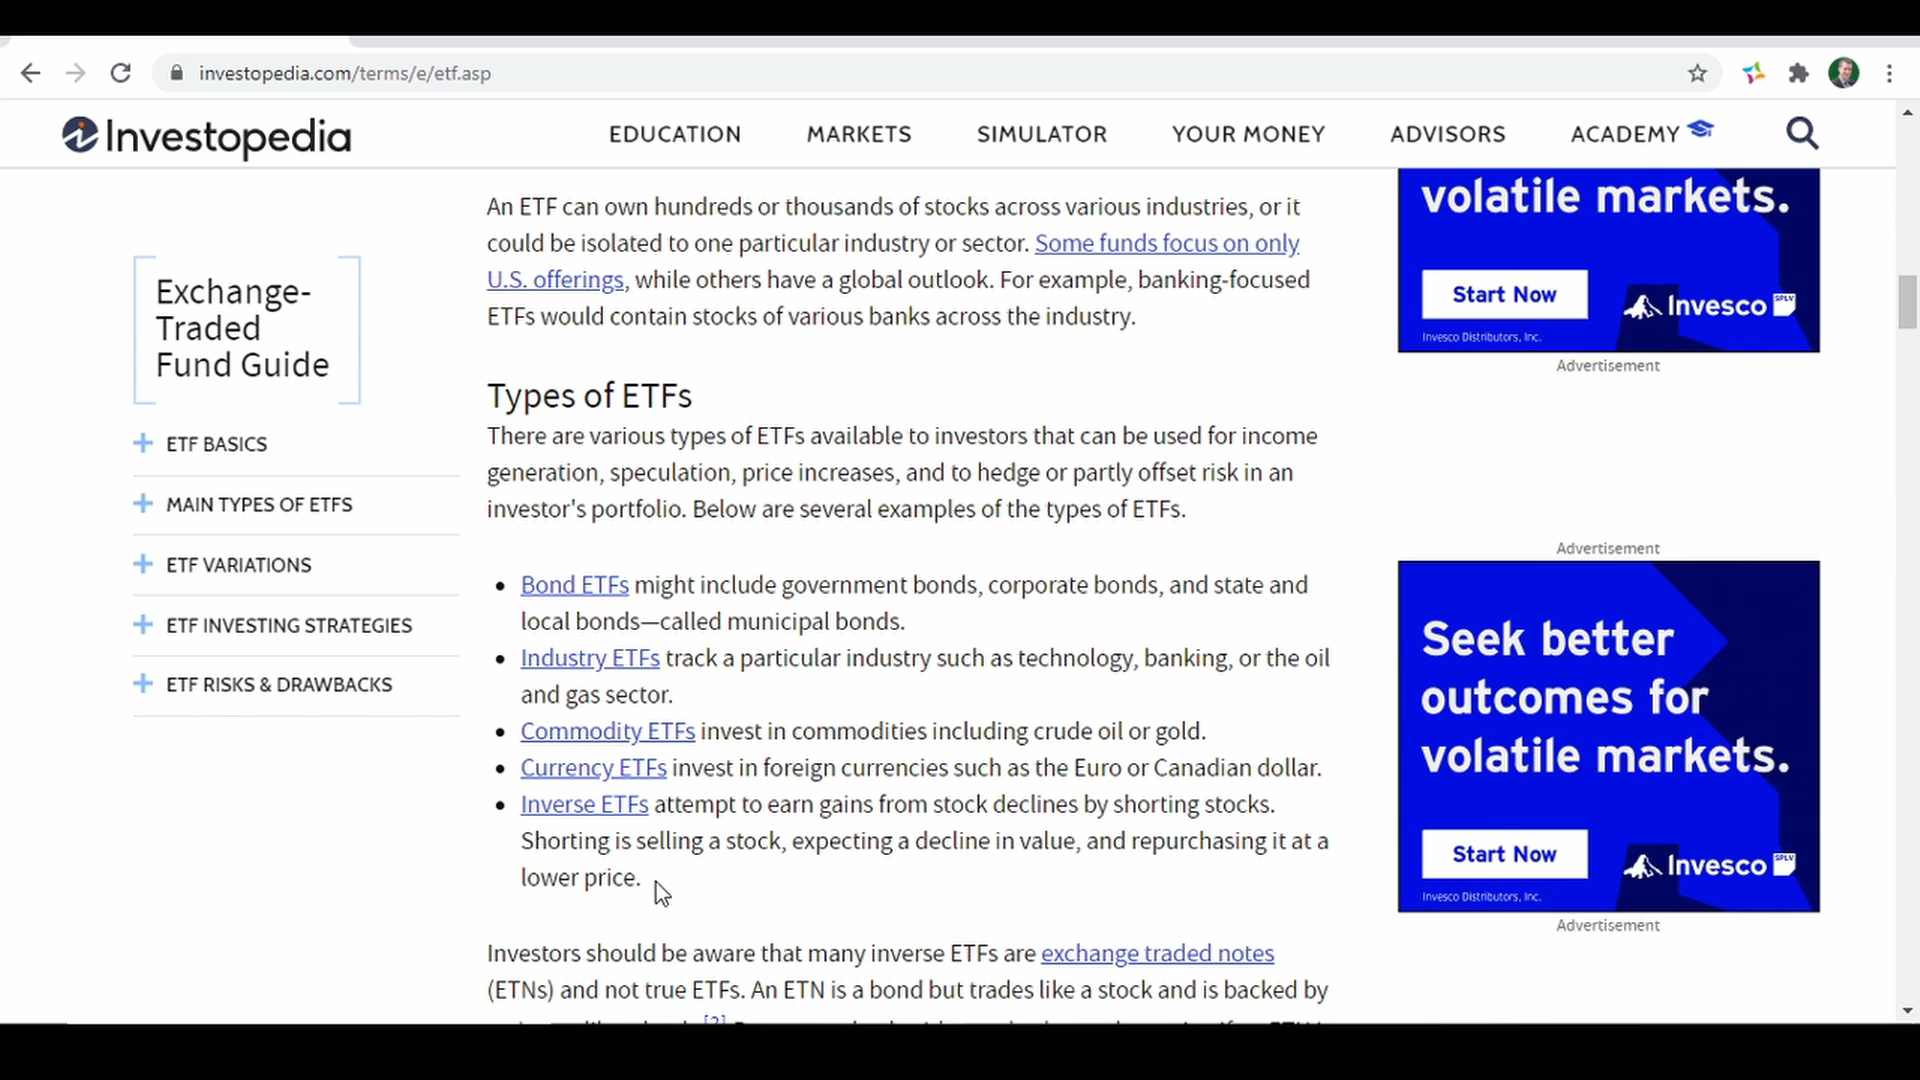 investopedia.com/terms/e/etf.asp
Investopedia
EDUCATION
MARKETS
SIMULATOR
YOUR MONEY
ADVISORS
ACADEMY
Exchange-
Traded
Fund Guide
ETF BASICS
MAIN TYPES OF ETFS
ETF VARIATIONS
ETF INVESTING STRATEGIES
ETF RISKS & DRAWBACKS
An ETF can own hundreds or thousands of stocks across various industries, or it
could be isolated to one particular industry or sector. Some funds focus on only
U.S. offerings, while others have a global outlook. For example, banking-focused
ETFs would contain stocks of various banks across the industry.
Types of ETFs
There are various types of ETFs available to investors that can be used for income
generation, speculation, price increases, and to hedge or partly offset risk in an
investor's portfolio. Below are several examples of the types of ETFs.
• Bond ETFs might include government bonds, corporate bonds, and state and
local bonds—called municipal bonds.
• Industry ETFs track a particular industry such as technology, banking, or the oil
and gas sector.
• Commodity ETFs invest in commodities including crude oil or gold.
• Currency ETFs invest in foreign currencies such as the Euro or Canadian dollar.
• Inverse ETFs attempt to earn gains from stock declines by shorting stocks.
Shorting is selling a stock, expecting a decline in value, and repurchasing it at a
lower price.
Investors should be aware that many inverse ETFs are exchange traded notes
(ETNs) and not true ETFs. An ETN is a bond but trades like a stock and is backed by
volatile markets.
Start Now
Invesco SPLV
Invesco Distributors, Inc.
Advertisement
Advertisement
Seek better
outcomes for
volatile markets.
Start Now
Invesco SPLV
Invesco Distributors, Inc.
Advertisement